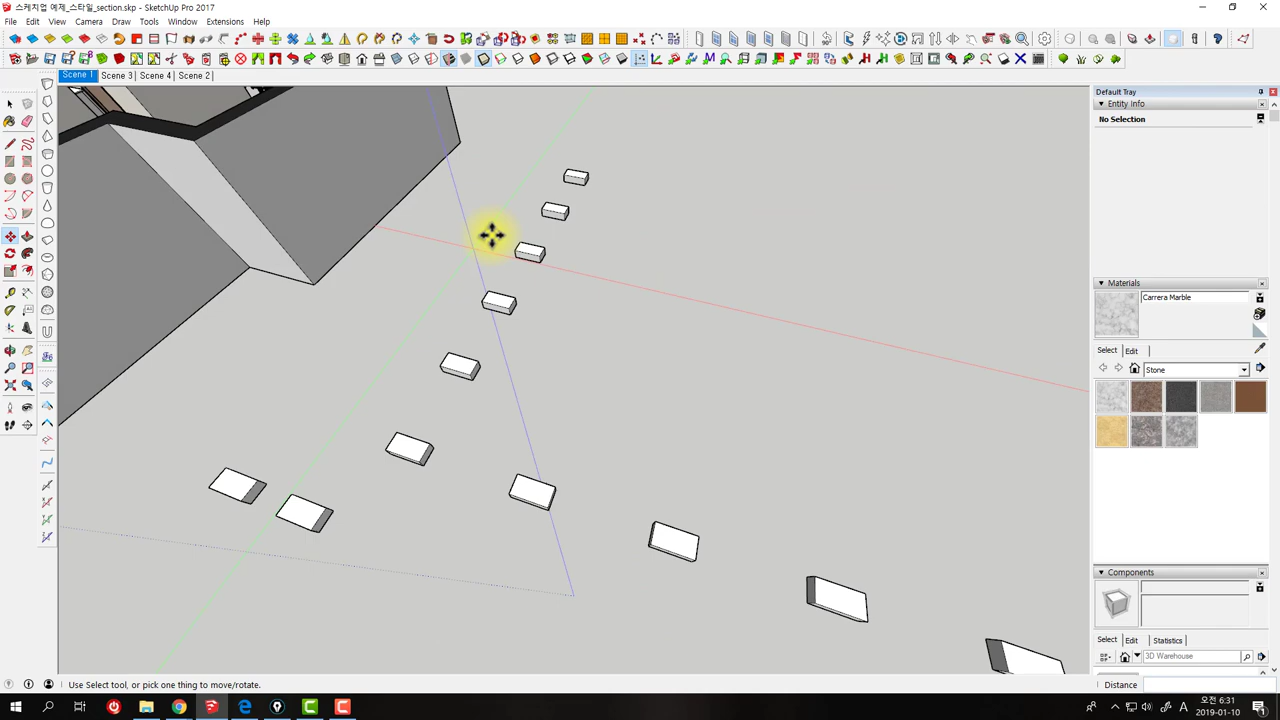 스케치업 예제_스타일_section.skp - SketchUp Pro 2017
File Edit View Camera Draw Tools Window Extensions Help
Scene 1 Scene 3 Scene 4 Scene 2
Default Tray
Entity Info
No Selection
Materials
Carrera Marble
Select Edit
Stone
Components
Select Edit Statistics
3D Warehouse
Use Select tool, or pick one thing to move/rotate.
Distance
A
오전 6:31
2019-01-10